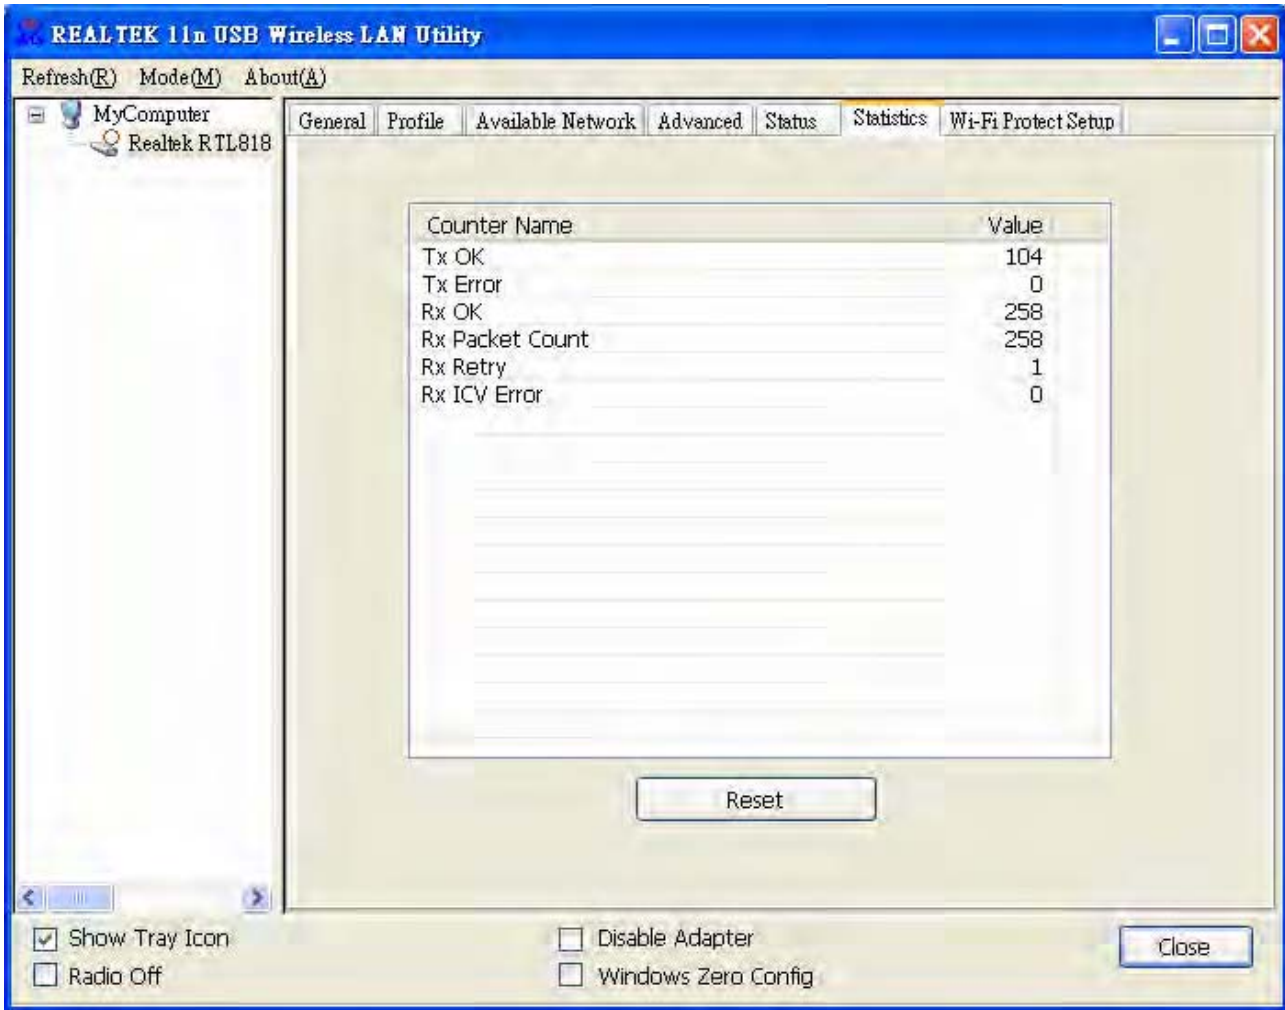 REALTEK 11n USB Wireless LAN Utility
Refresh(R) Mode(M) About(A)
MyComputer
Realtek RTL818
General Profile Available Network Advanced Status Statistics Wi-Fi Protect Setup
Counter Name Value
Tx OK 104
Tx Error 0
Rx OK 258
Rx Packet Count 258
Rx Retry 1
Rx ICV Error 0
Reset
Show Tray Icon Disable Adapter
Radio Off Windows Zero Config
Close